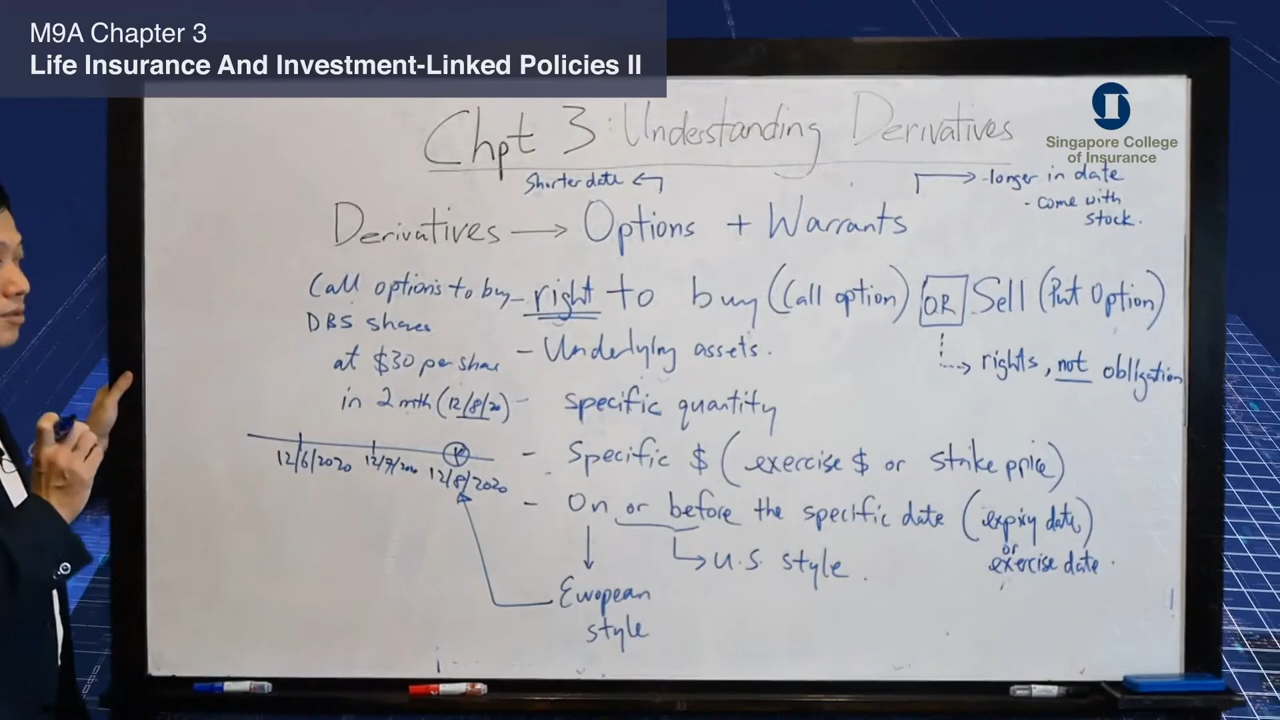 M9A Chapter 3
Life Insurance And Investment-Linked Policies II
Singapore College
of Insurance
Chpt 3: Understanding Derivatives
Shorter date
- longer in date
- come with
stock.
Derivatives → Options + Warrants
Call options to buy
DBS shares
at $30 per share
in 2 mth (12/8/20)
12/6/2020 12/7/2020 12/8/2020
- right to buy (Call option) OR Sell (Put Option)
→ rights, not obligation
- Underlying assets.
- specific quantity
- Specific $ (exercise $ or strike price)
- On or before the specific date (expiry date)
or
exercise date.
U.S. style.
European
style